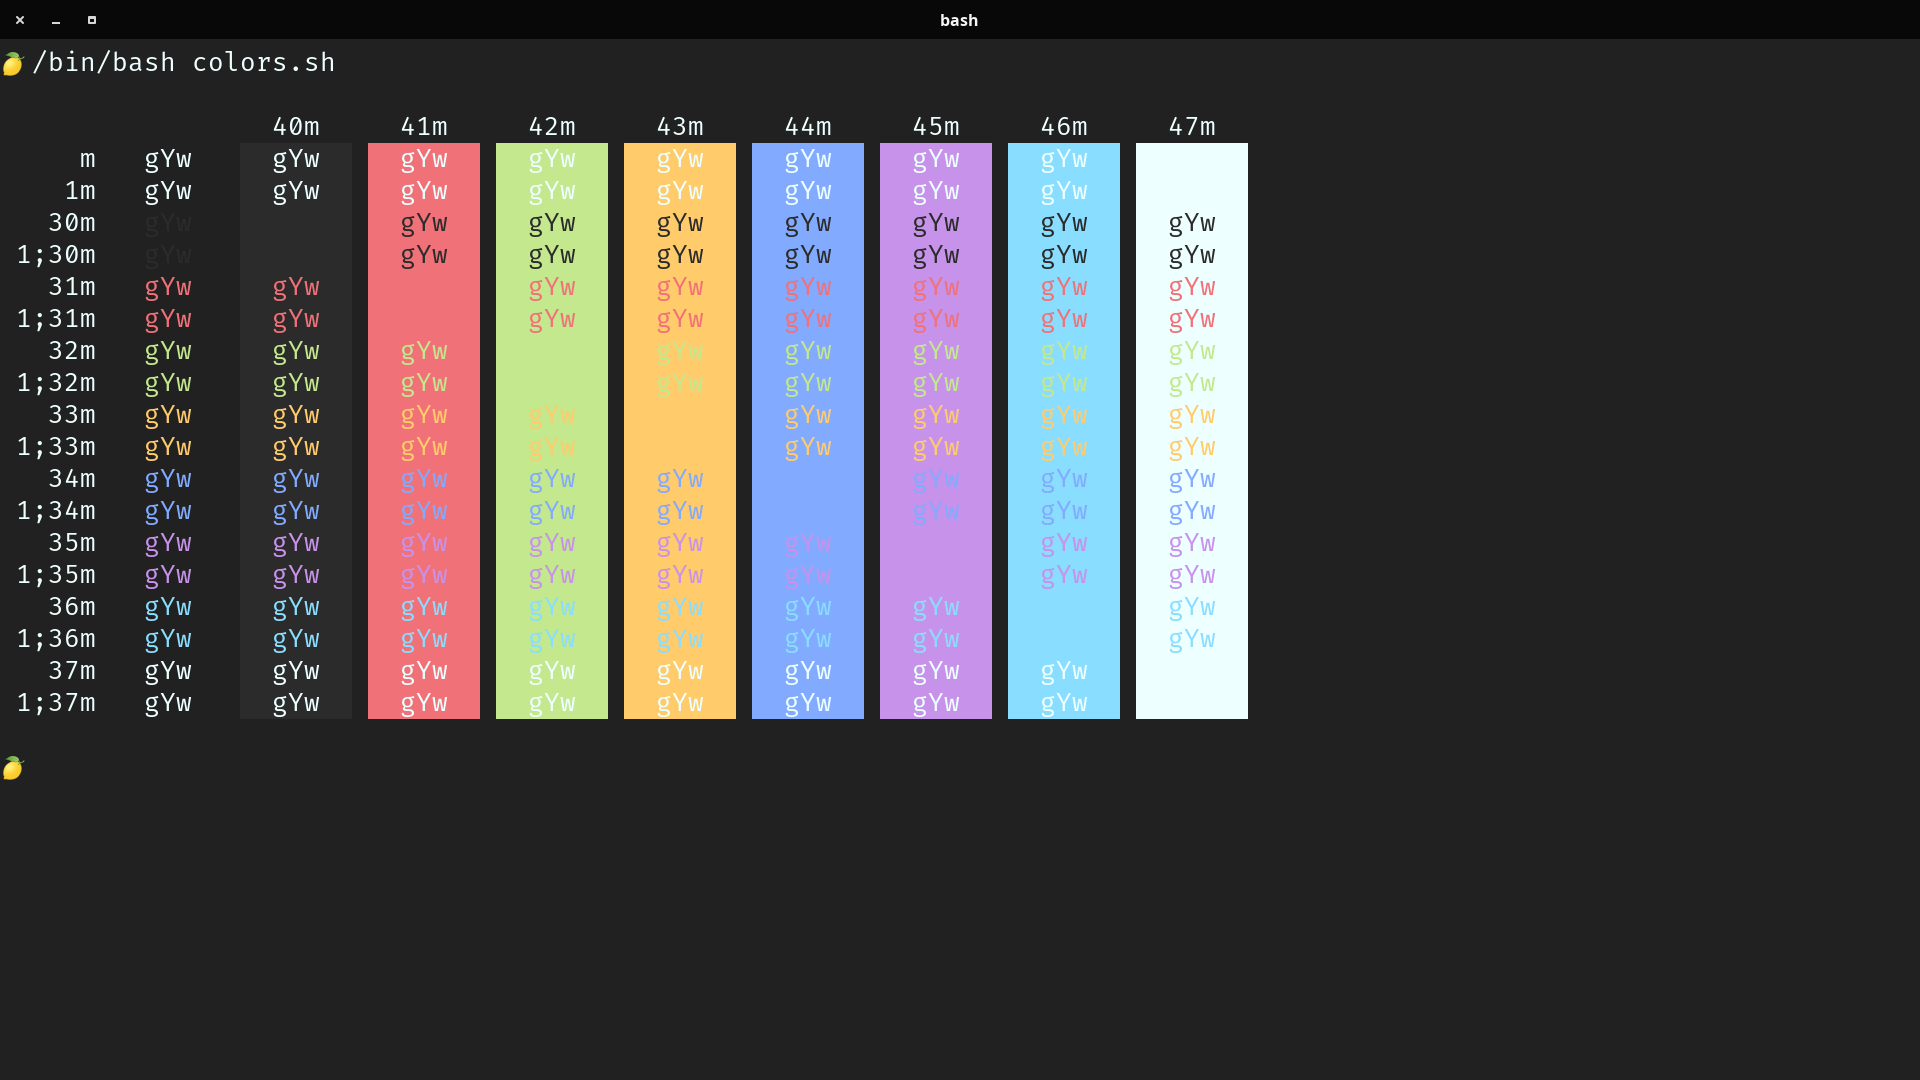 bash
/bin/bash colors.sh
40m 41m 42m 43m 44m 45m 46m 47m
m gYw gYw gYw gYw gYw gYw gYw gYw
1m gYw gYw gYw gYw gYw gYw gYw gYw
30m gYw gYw gYw gYw gYw gYw gYw gYw
1;30m gYw gYw gYw gYw gYw gYw gYw gYw
31m gYw gYw gYw gYw gYw gYw gYw gYw
1;31m gYw gYw gYw gYw gYw gYw gYw gYw
32m gYw gYw gYw gYw gYw gYw gYw gYw
1;32m gYw gYw gYw gYw gYw gYw gYw gYw
33m gYw gYw gYw gYw gYw gYw gYw gYw
1;33m gYw gYw gYw gYw gYw gYw gYw gYw
34m gYw gYw gYw gYw gYw gYw gYw gYw
1;34m gYw gYw gYw gYw gYw gYw gYw gYw
35m gYw gYw gYw gYw gYw gYw gYw gYw
1;35m gYw gYw gYw gYw gYw gYw gYw gYw
36m gYw gYw gYw gYw gYw gYw gYw gYw
1;36m gYw gYw gYw gYw gYw gYw gYw gYw
37m gYw gYw gYw gYw gYw gYw gYw gYw
1;37m gYw gYw gYw gYw gYw gYw gYw gYw